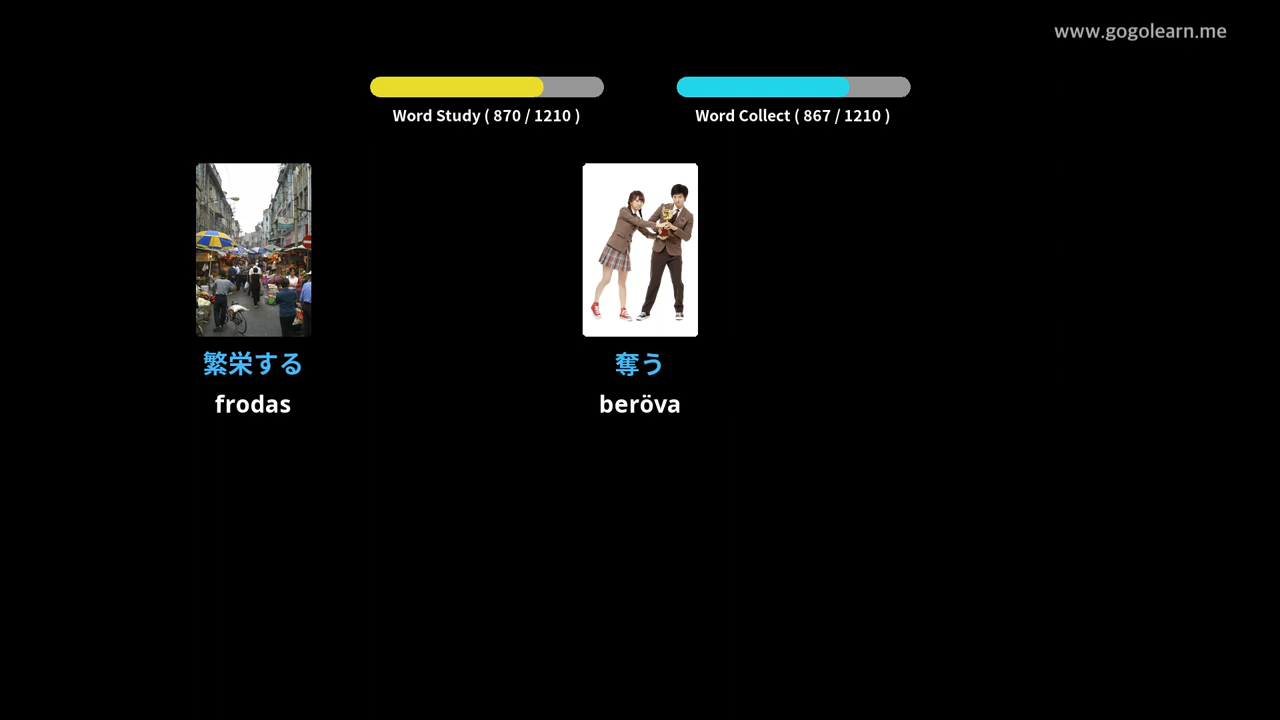 www.gogolearn.me
Word Study ( 870 / 1210 )
Word Collect ( 867 / 1210 )
繁栄する
frodas
奪う
beröva